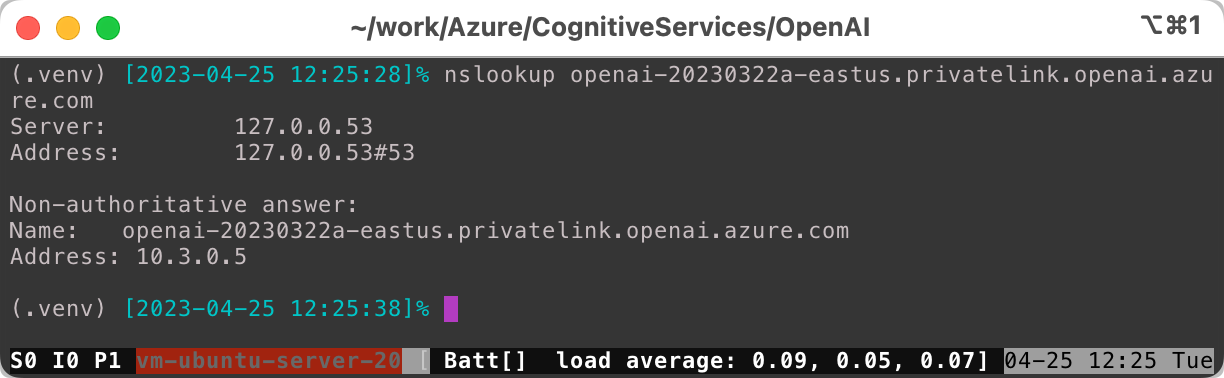 ~/work/Azure/CognitiveServices/OpenAI ⌥⌘1
(.venv) [2023-04-25 12:25:28]% nslookup openai-20230322a-eastus.privatelink.openai.azu
re.com
Server:         127.0.0.53
Address:        127.0.0.53#53
Non-authoritative answer:
Name:   openai-20230322a-eastus.privatelink.openai.azure.com
Address: 10.3.0.5
(.venv) [2023-04-25 12:25:38]%
S0 I0 P1 vm-ubuntu-server-20 [ Batt[]  load average: 0.09, 0.05, 0.07] 04-25 12:25 Tue